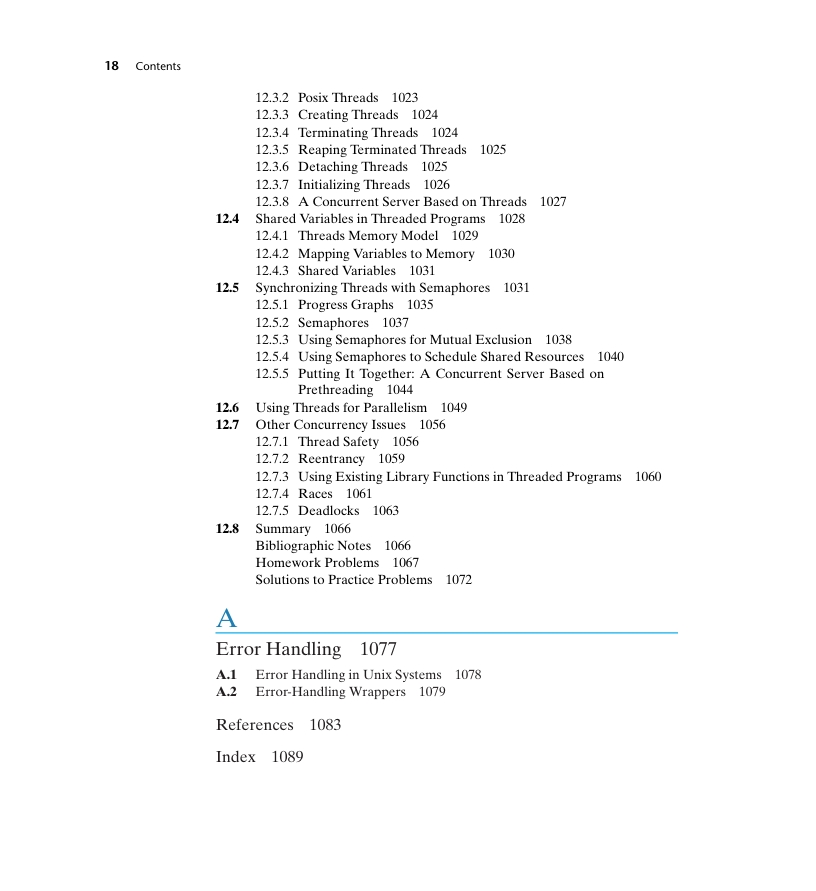 18 Contents
12.3.2 Posix Threads 1023
12.3.3 Creating Threads 1024
12.3.4 Terminating Threads 1024
12.3.5 Reaping Terminated Threads 1025
12.3.6 Detaching Threads 1025
12.3.7 Initializing Threads 1026
12.3.8 A Concurrent Server Based on Threads 1027
12.4 Shared Variables in Threaded Programs 1028
12.4.1 Threads Memory Model 1029
12.4.2 Mapping Variables to Memory 1030
12.4.3 Shared Variables 1031
12.5 Synchronizing Threads with Semaphores 1031
12.5.1 Progress Graphs 1035
12.5.2 Semaphores 1037
12.5.3 Using Semaphores for Mutual Exclusion 1038
12.5.4 Using Semaphores to Schedule Shared Resources 1040
12.5.5 Putting It Together: A Concurrent Server Based on
Prethreading 1044
12.6 Using Threads for Parallelism 1049
12.7 Other Concurrency Issues 1056
12.7.1 Thread Safety 1056
12.7.2 Reentrancy 1059
12.7.3 Using Existing Library Functions in Threaded Programs 1060
12.7.4 Races 1061
12.7.5 Deadlocks 1063
12.8 Summary 1066
Bibliographic Notes 1066
Homework Problems 1067
Solutions to Practice Problems 1072
A
Error Handling 1077
A.1 Error Handling in Unix Systems 1078
A.2 Error-Handling Wrappers 1079
References 1083
Index 1089